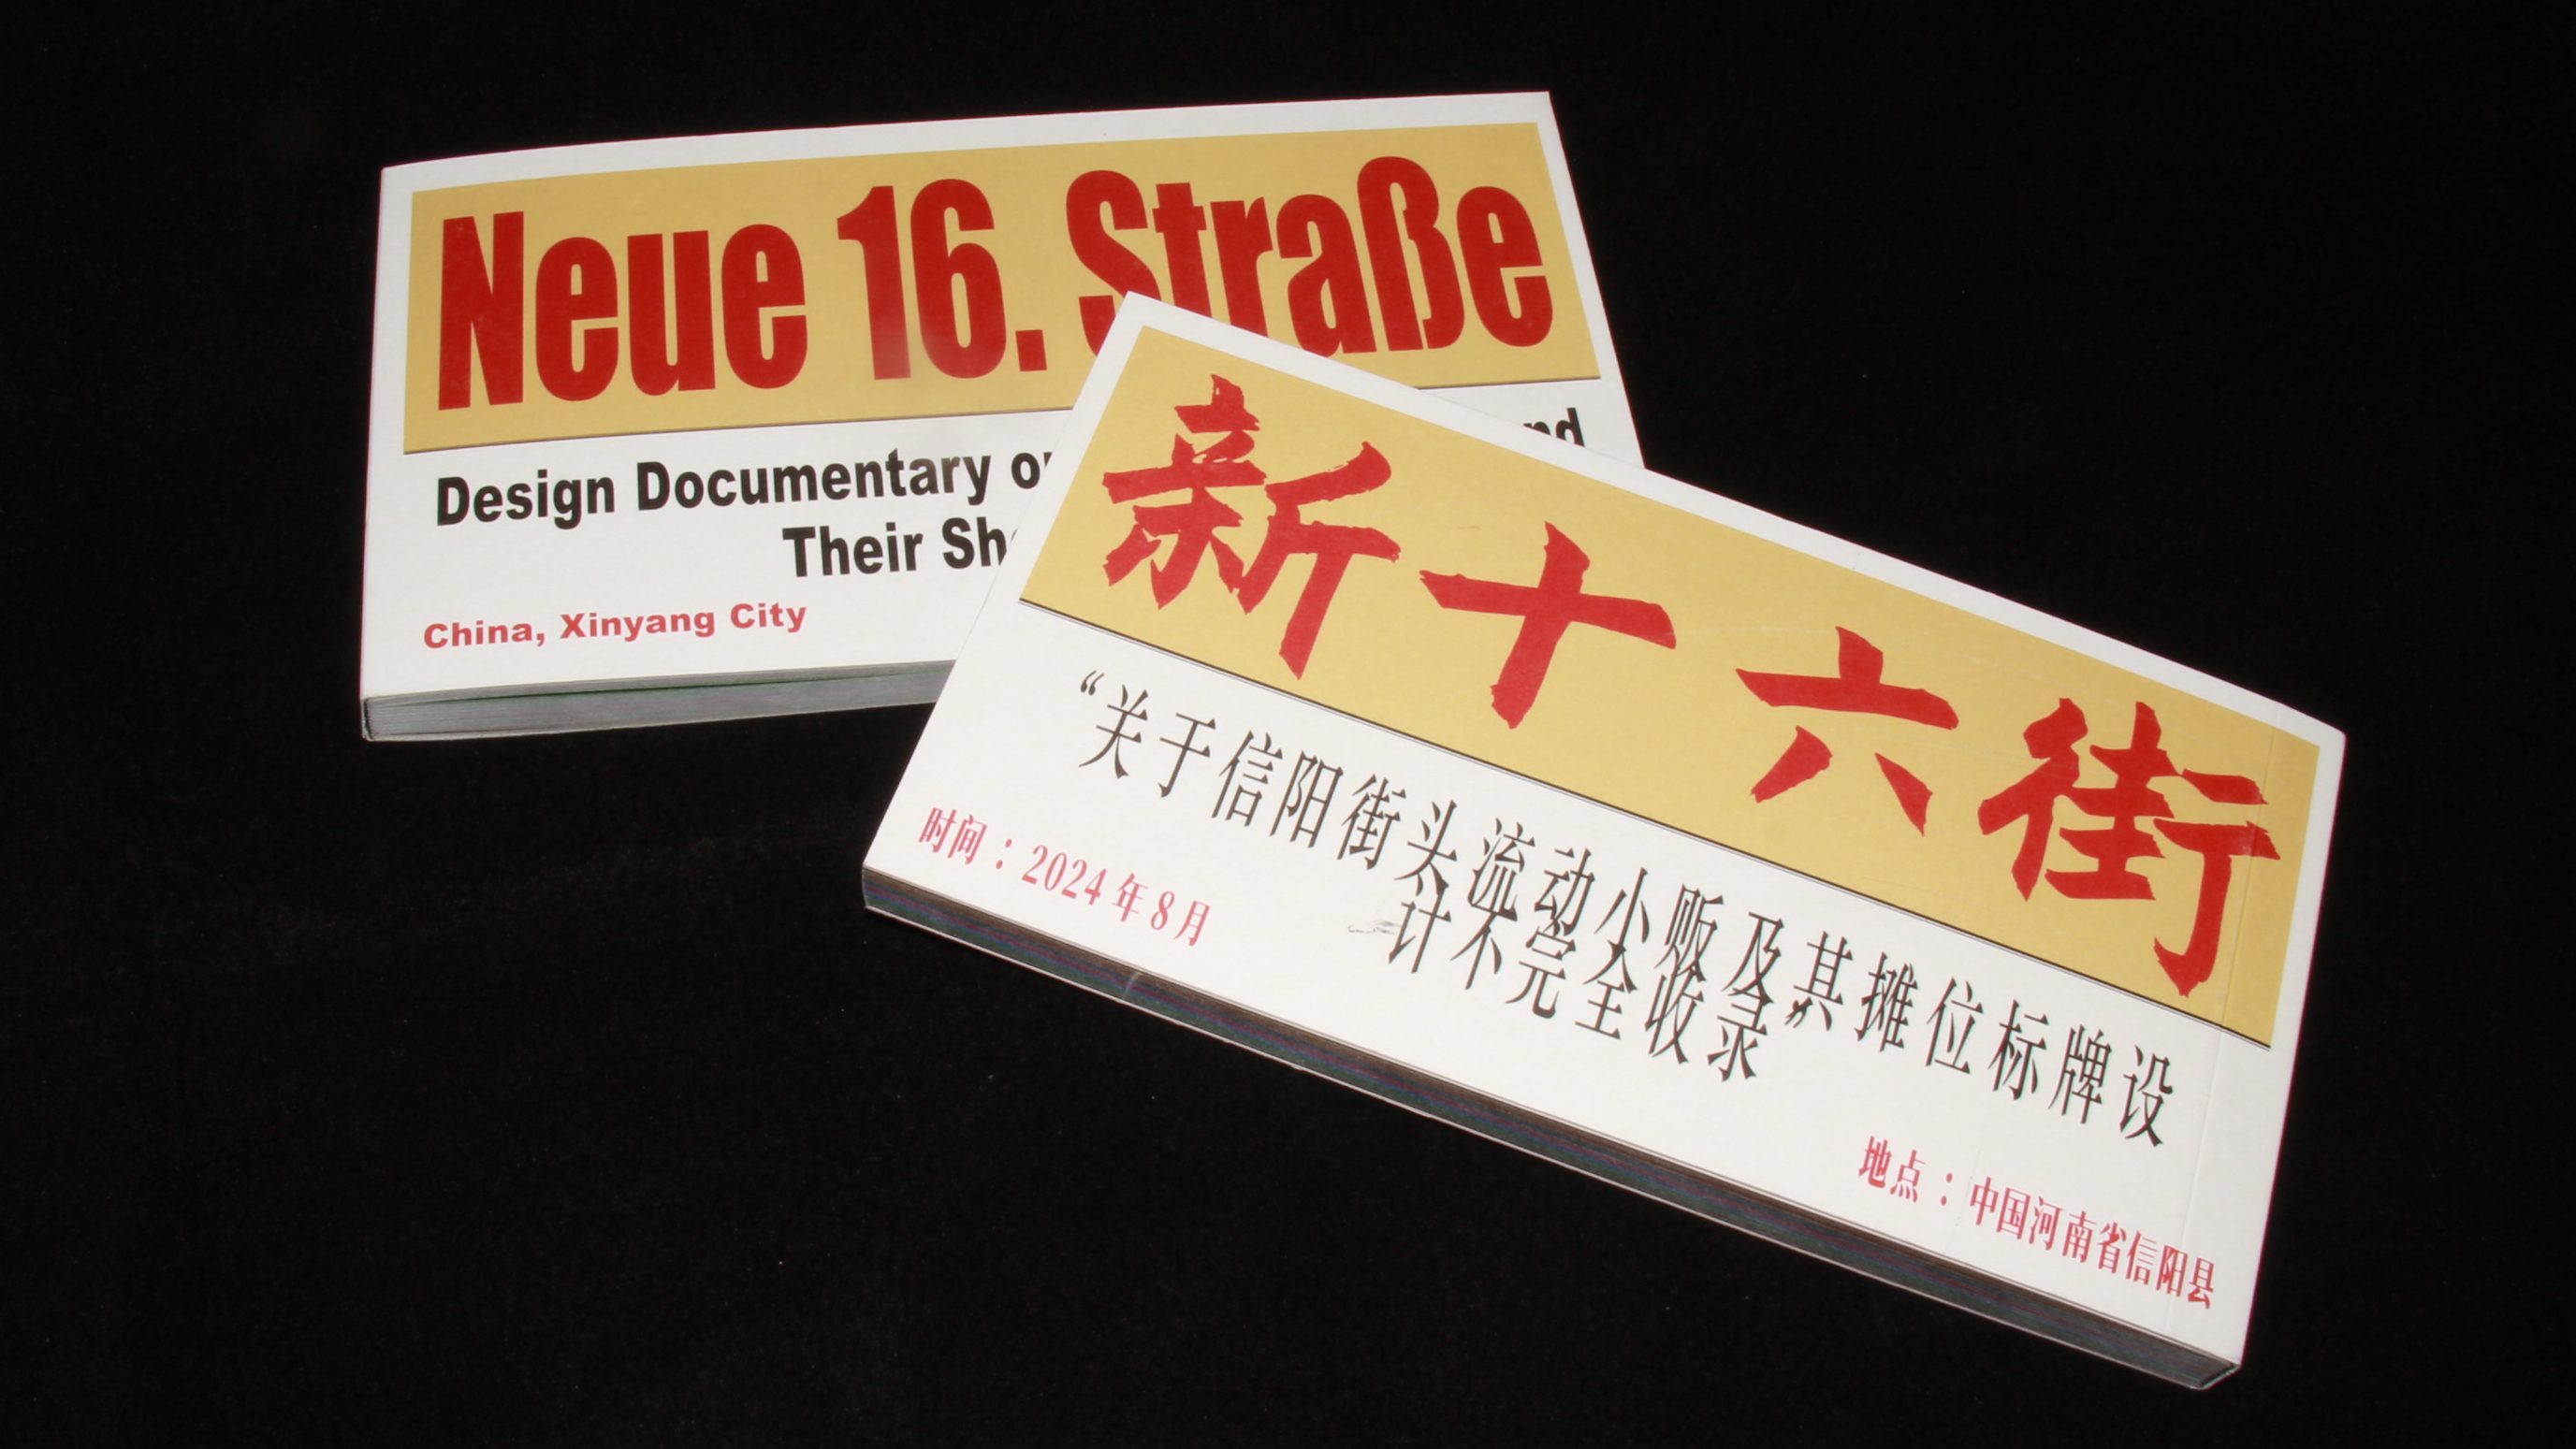 Neue 16. Straße
Design Documentary
Their
China, Xinyang City
新十六街
“关于信阳街头流动小贩及其摊位标牌设
计不完全收录”
时间：2024年8月
地点：中国河南省信阳县